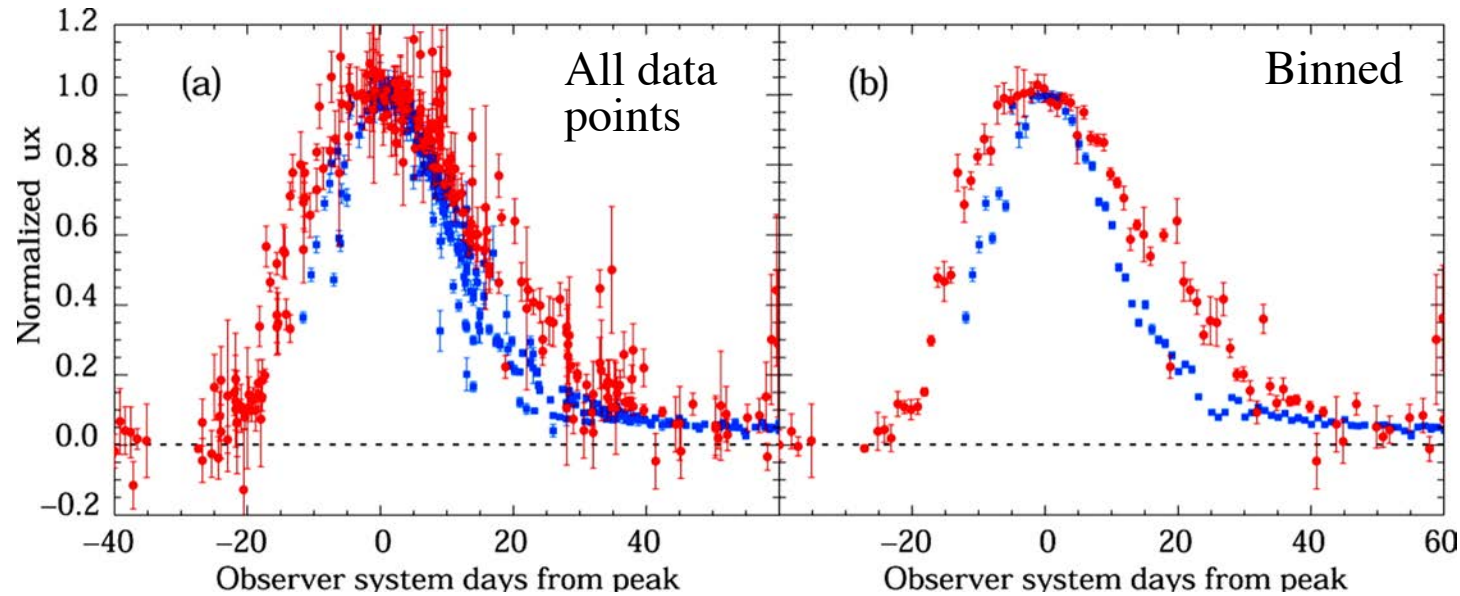 1.2
1.0
0.8
0.6
0.4
0.2
0.0
−0.2
Normalized ux
(a)
All data
points
−40 −20 0 20 40
Observer system days from peak
(b)
Binned
−20 0 20 40 60
Observer system days from peak